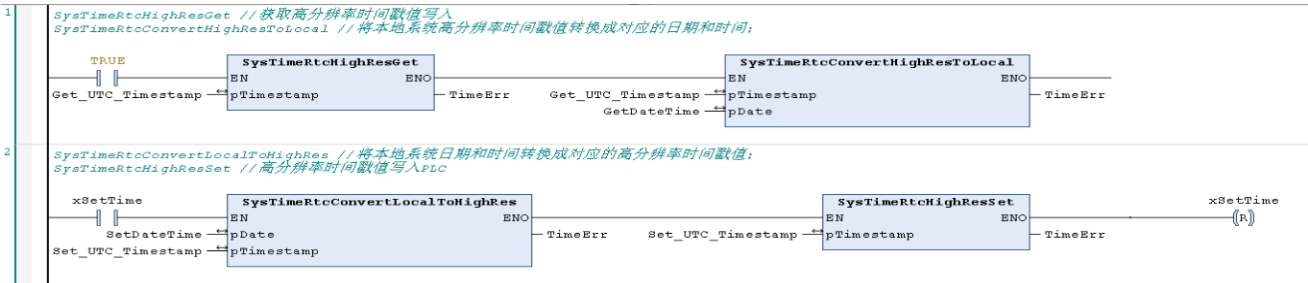 1
SysTimeRtcHighResGet //获取高分辨率时间戳值写入
SysTimeRtcConvertHighResToLocal //将本地系统高分辨率时间戳值转换成对应的日期和时间;
TRUE
SysTimeRtcHighResGet
SysTimeRtcConvertHighResToLocal
EN ENO
EN ENO
Get_UTC_Timestamp pTimestamp TimeErr
Get_UTC_Timestamp pTimestamp TimeErr
GetDateTime pDate
2
SysTimeRtcConvertLocalToHighRes //将本地系统日期和时间转换成对应的高分辨率时间戳值;
SysTimeRtcHighResSet //高分辨率时间戳值写入PLC
xSetTime
SysTimeRtcConvertLocalToHighRes
SysTimeRtcHighResSet
xSetTime
EN ENO
EN ENO
R
SetDateTime pDate TimeErr
Set_UTC_Timestamp pTimestamp TimeErr
Set_UTC_Timestamp pTimestamp